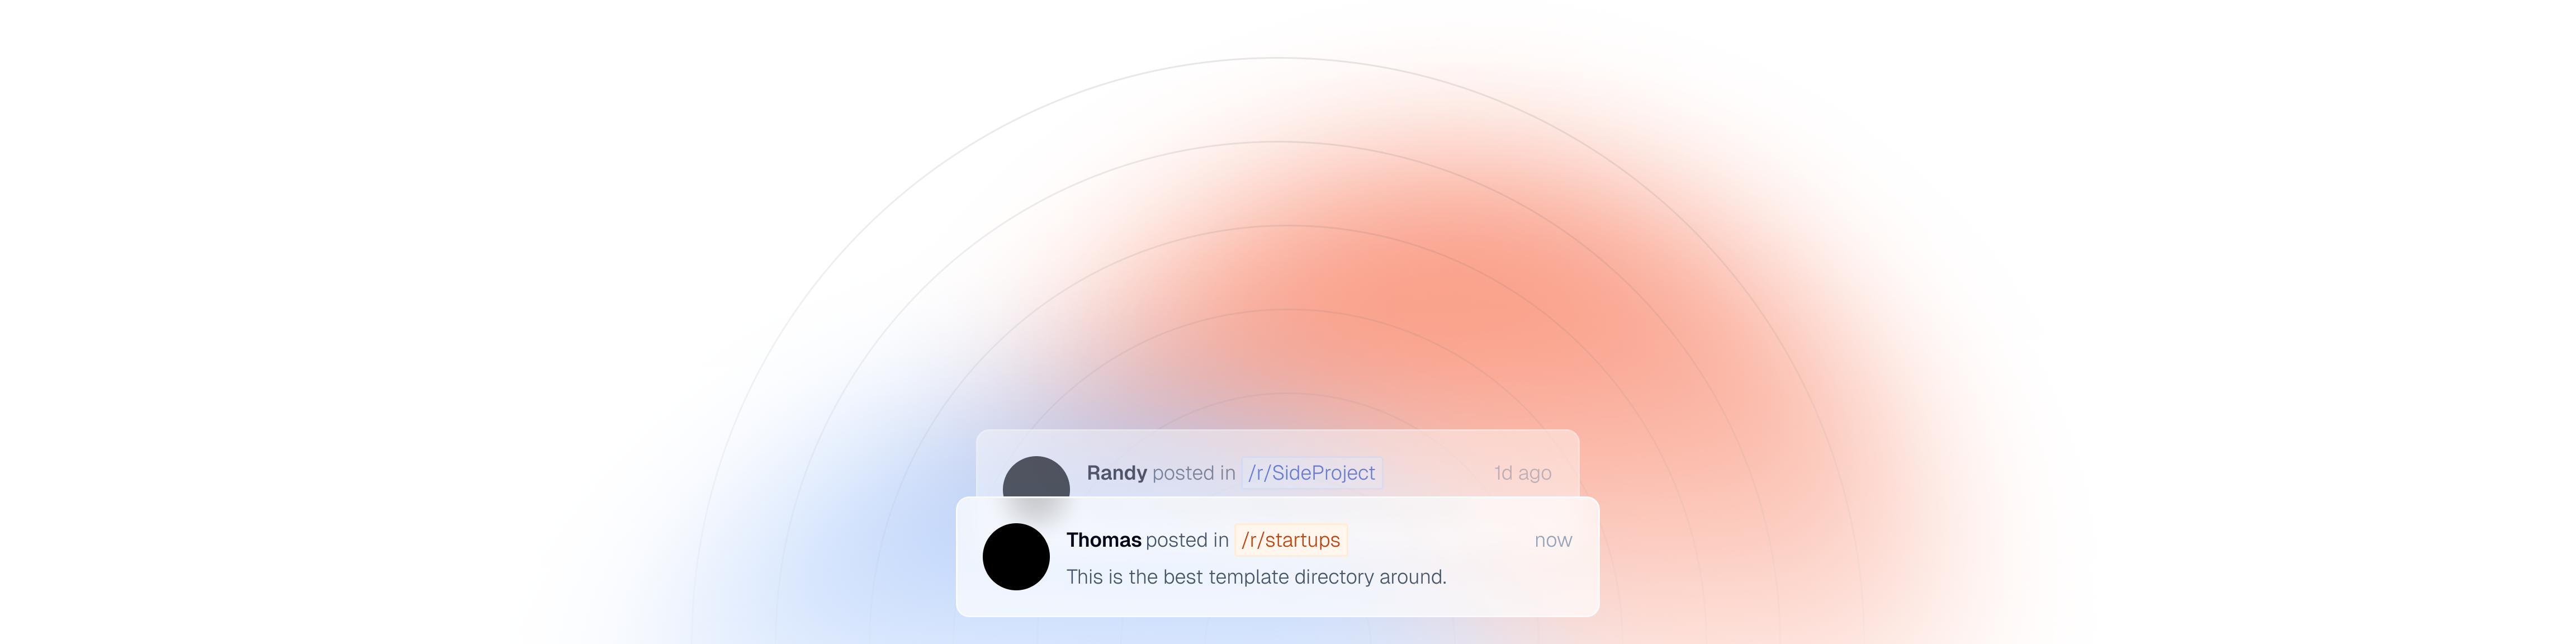 Randy posted in /r/SideProject 1d ago
Thomas posted in /r/startups now
This is the best template directory around.